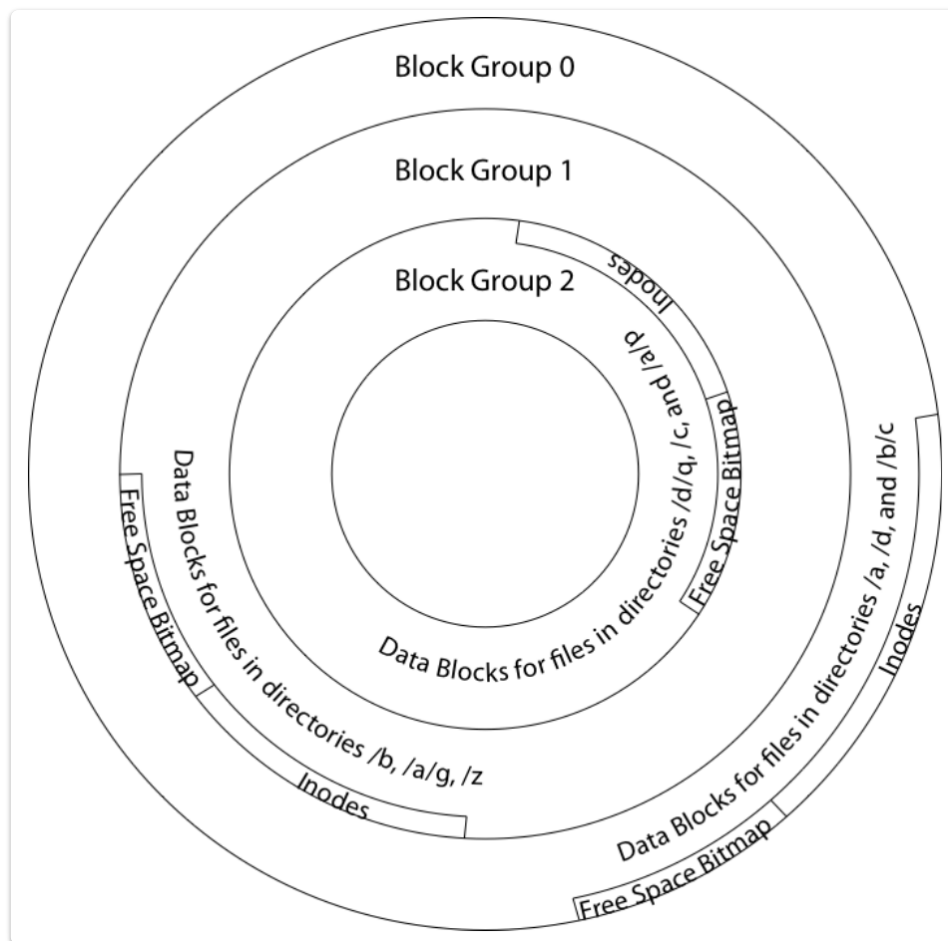 Block Group 0
Block Group 1
Block Group 2
Inodes
Free Space Bitmap
Data Blocks for files in directories /d/q, /c, and /a/p
Data Blocks for files in directories /b, /a/g, /z
Free Space Bitmap
Inodes
Data Blocks for files in directories /a, /d, and /b/c
Inodes
Free Space Bitmap